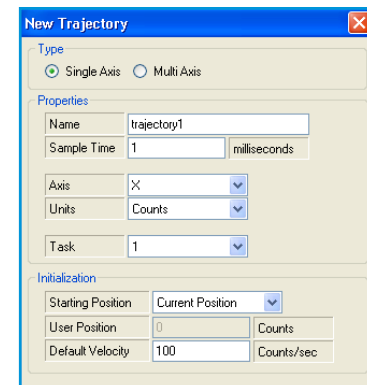 New Trajectory
Type
Single Axis Multi Axis
Properties
Name trajectory1
Sample Time 1 milliseconds
Axis X
Units Counts
Task 1
Initialization
Starting Position Current Position
User Position 0 Counts
Default Velocity 100 Counts/sec